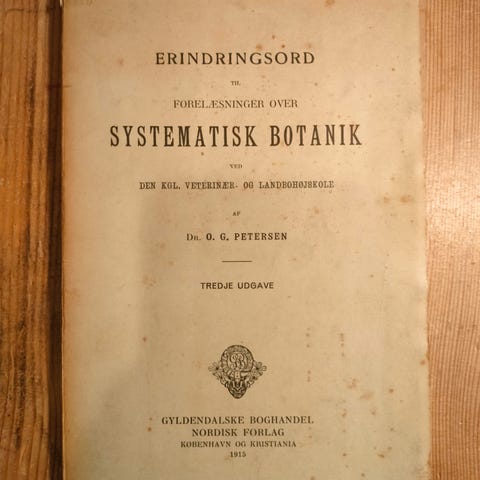 ERINDRINGSORD
TIL
FORELÆSNINGER OVER
SYSTEMATISK BOTANIK
VED
DEN KGL. VETERINÆR- OG LANDBOHØJSKOLE
AF
DR. O. G. PETERSEN
TREDJE UDGAVE
GYLDENDALSKE BOGHANDEL
NORDISK FORLAG
KØBENHAVN OG KRISTIANIA
1915